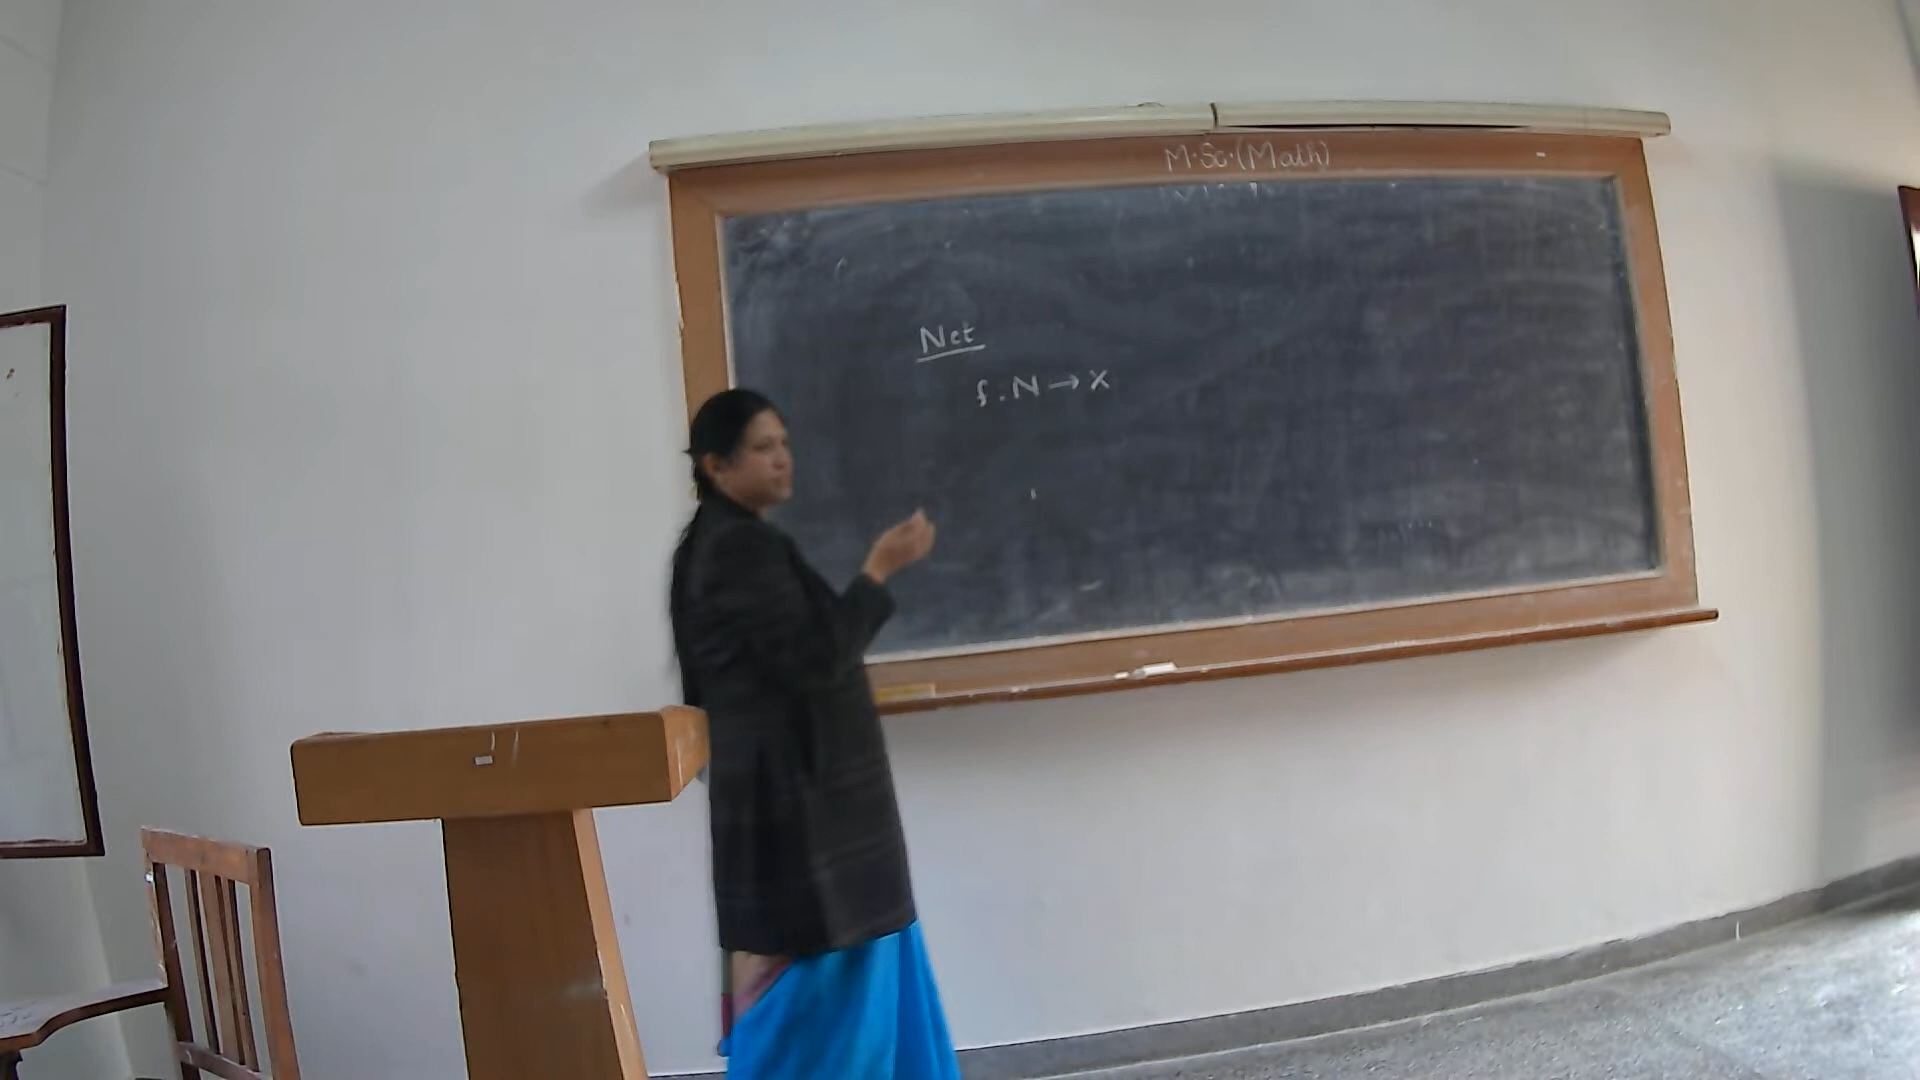 M.Sc.(Math)
Net
f : N → X